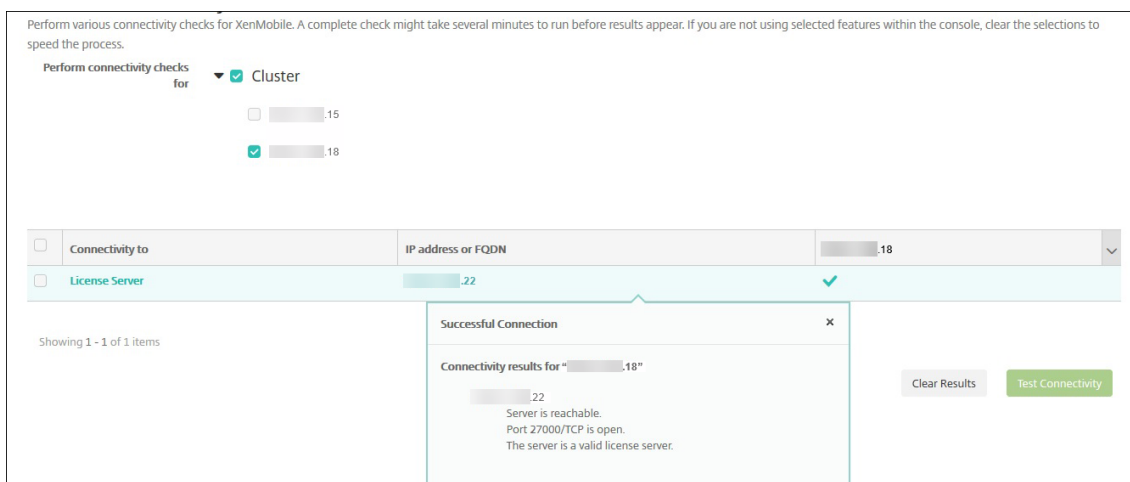 Perform various connectivity checks for XenMobile. A complete check might take several minutes to run before results appear. If you are not using selected features within the console, clear the selections to
speed the process.
Perform connectivity checks
for
Cluster
.15
.18
Connectivity to IP address or FQDN .18
License Server .22
Successful Connection ×
Showing 1 - 1 of 1 items
Connectivity results for “ .18”
Clear Results Test Connectivity
.22
Server is reachable.
Port 27000/TCP is open.
The server is a valid license server.